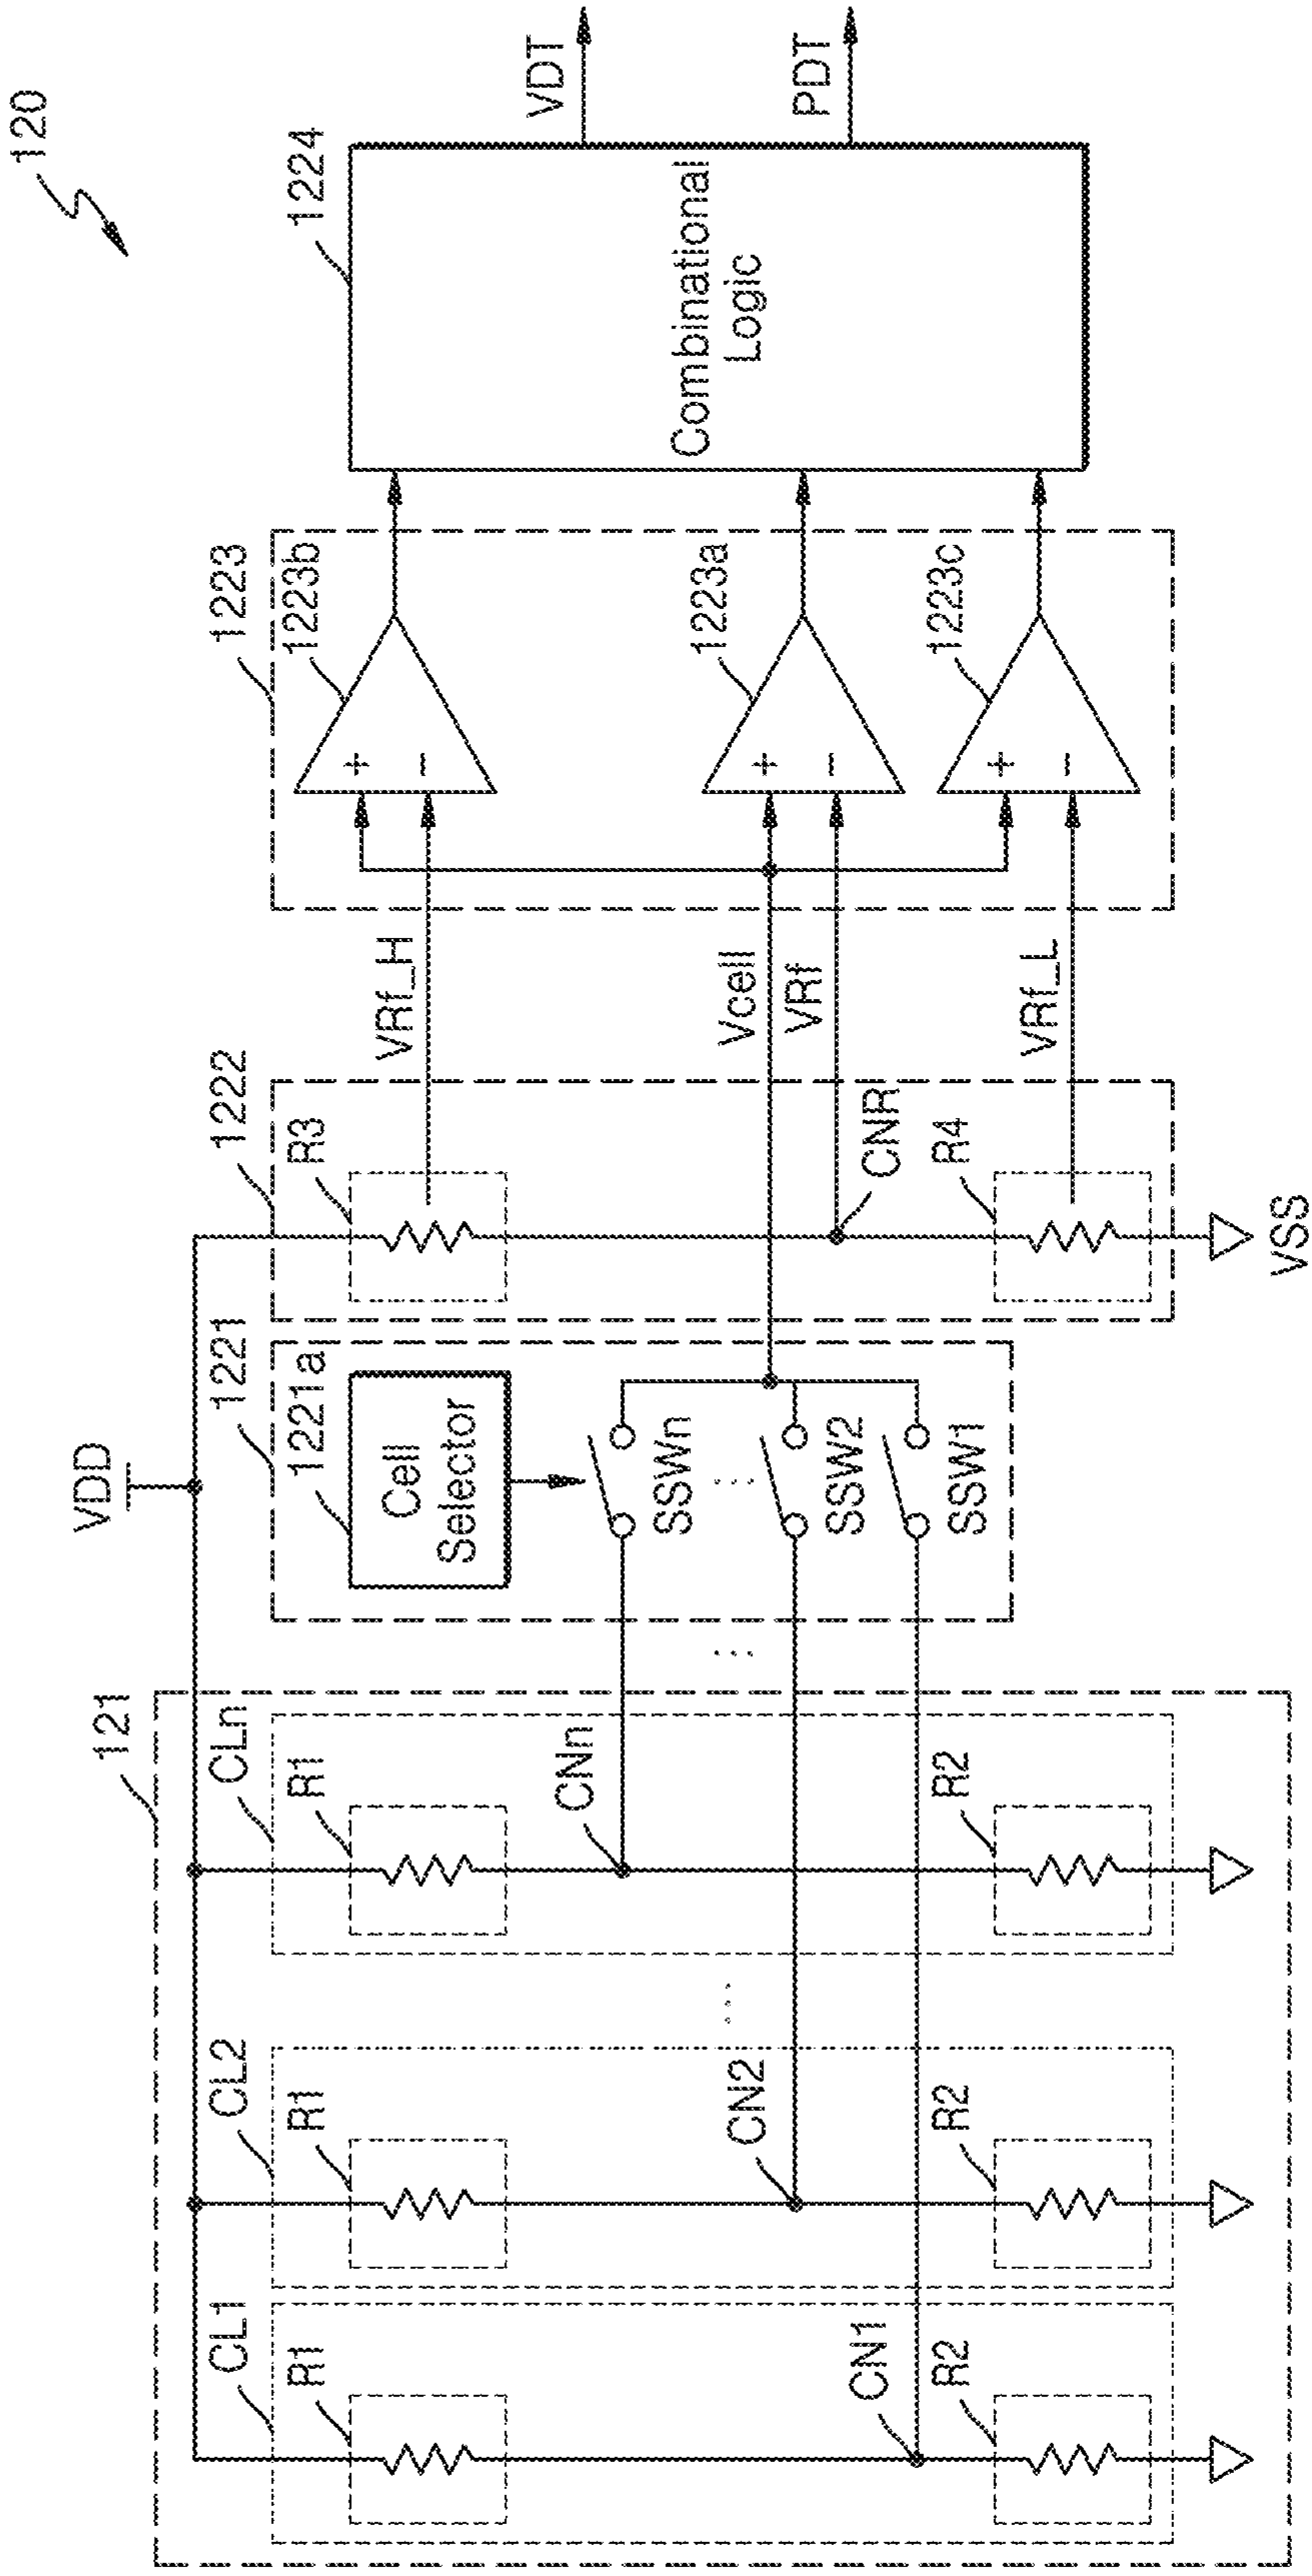 120
VDD
121
CL1
R1
CN1
R2
CL2
R1
CN2
R2
CLn
R1
CNn
R2
1221
1221a
Cell
Selector
SSWn
SSW2
SSW1
1222
R3
CNR
R4
VSS
VRf_H
Vcell
VRf
VRf_L
1223
1223b
+
−
1223a
+
−
1223c
+
−
1224
Combinational
Logic
VDT
PDT